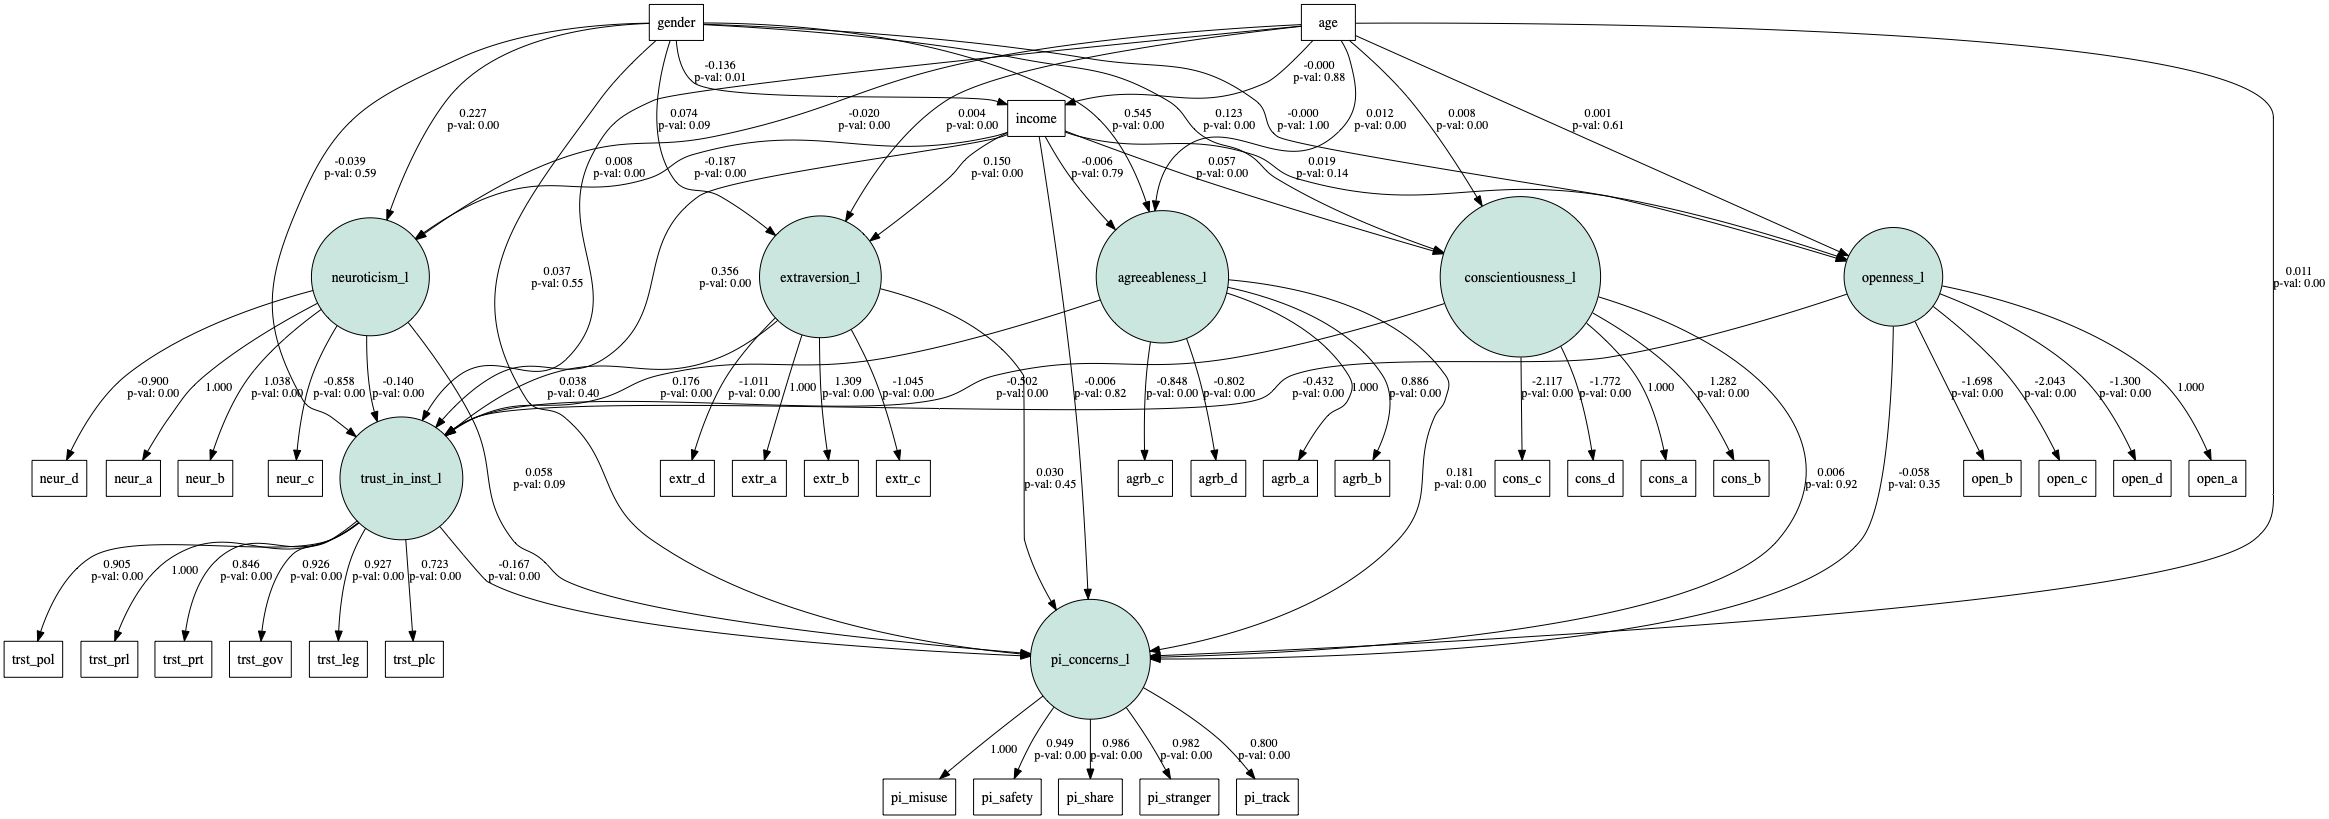 gender
age
-0.136
p-val: 0.01
-0.000
p-val: 0.88
income
0.227
p-val: 0.00
0.074
p-val: 0.09
-0.020
p-val: 0.00
0.004
p-val: 0.00
0.545
p-val: 0.00
0.123
p-val: 0.00
-0.000
p-val: 1.00
0.012
p-val: 0.00
0.008
p-val: 0.00
0.001
p-val: 0.61
-0.039
p-val: 0.59
0.008
p-val: 0.00
-0.187
p-val: 0.00
0.150
p-val: 0.00
-0.006
p-val: 0.79
0.057
p-val: 0.00
0.019
p-val: 0.14
neuroticism_l
extraversion_l
agreeableness_l
conscientiousness_l
openness_l
0.037
p-val: 0.55
0.356
p-val: 0.00
0.011
p-val: 0.00
-0.900
p-val: 0.00
1.000
1.038
p-val: 0.00
-0.858
p-val: 0.00
-0.140
p-val: 0.00
0.038
p-val: 0.40
0.176
p-val: 0.00
-1.011
p-val: 0.00
1.000
1.309
p-val: 0.00
-1.045
p-val: 0.00
-0.502
p-val: 0.00
-0.006
p-val: 0.82
-0.848
p-val: 0.00
-0.802
p-val: 0.00
-0.432
p-val: 0.00
1.000
0.886
p-val: 0.00
-2.117
p-val: 0.00
-1.772
p-val: 0.00
1.000
1.282
p-val: 0.00
-1.698
p-val: 0.00
-2.043
p-val: 0.00
-1.300
p-val: 0.00
1.000
neur_d
neur_a
neur_b
neur_c
trust_in_inst_l
0.058
p-val: 0.09
extr_d
extr_a
extr_b
extr_c
0.030
p-val: 0.45
agrb_c
agrb_d
agrb_a
agrb_b
0.181
p-val: 0.00
cons_c
cons_d
cons_a
cons_b
0.006
p-val: 0.92
-0.058
p-val: 0.35
open_b
open_c
open_d
open_a
0.905
p-val: 0.00
1.000
0.846
p-val: 0.00
0.926
p-val: 0.00
0.927
p-val: 0.00
0.723
p-val: 0.00
-0.167
p-val: 0.00
trst_pol
trst_prl
trst_prt
trst_gov
trst_leg
trst_plc
pi_concerns_l
1.000
0.949
p-val: 0.00
0.986
p-val: 0.00
0.982
p-val: 0.00
0.800
p-val: 0.00
pi_misuse
pi_safety
pi_share
pi_stranger
pi_track